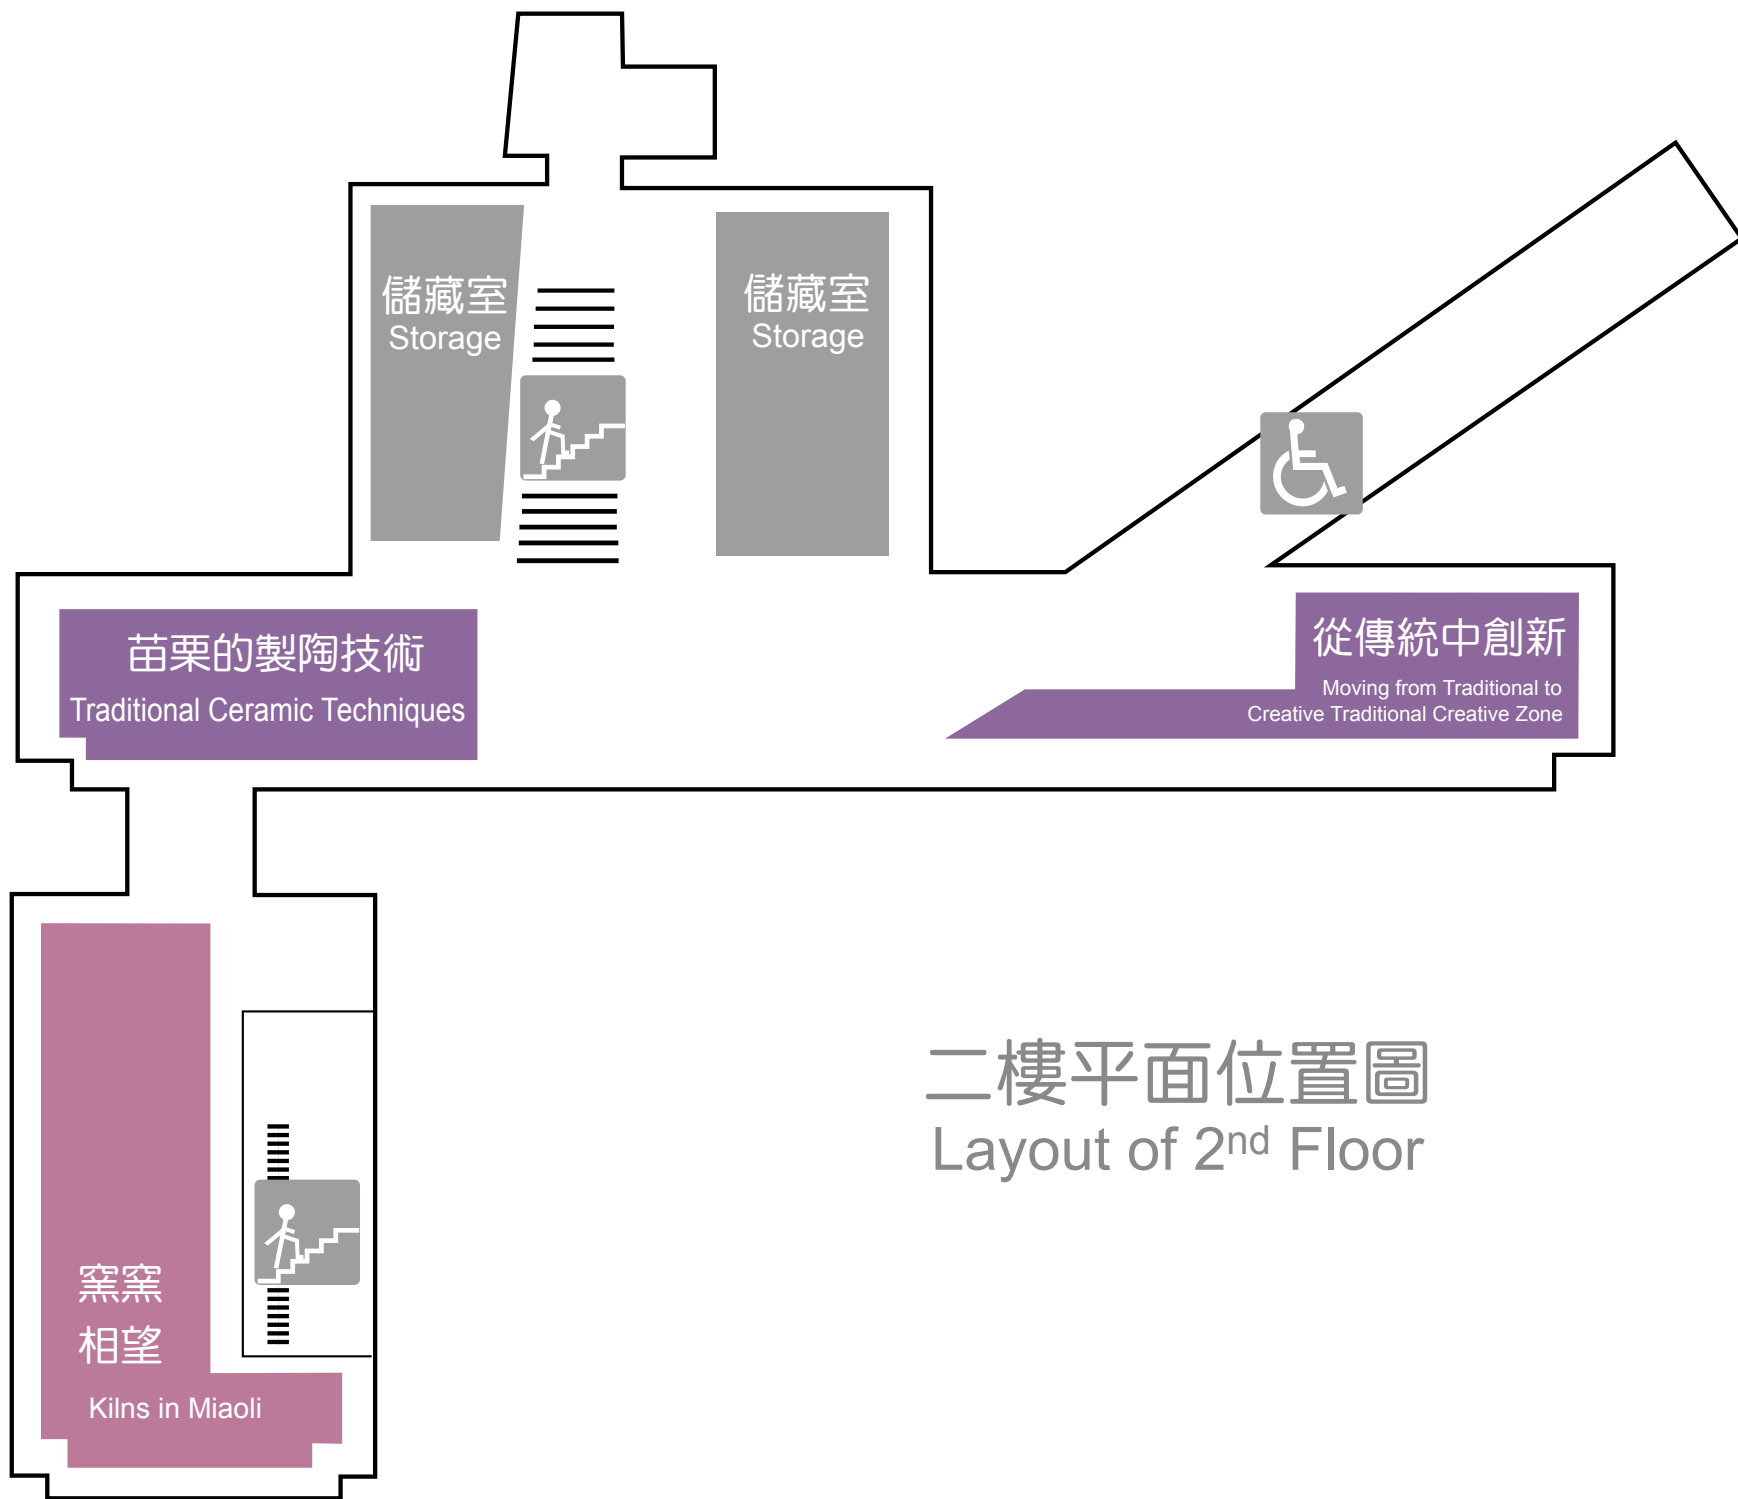 儲藏室
Storage
儲藏室
Storage
苗栗的製陶技術
Traditional Ceramic Techniques
從傳統中創新
Moving from Traditional to
Creative Traditional Creative Zone
窯窯
相望
Kilns in Miaoli
二樓平面位置圖
Layout of 2nd Floor